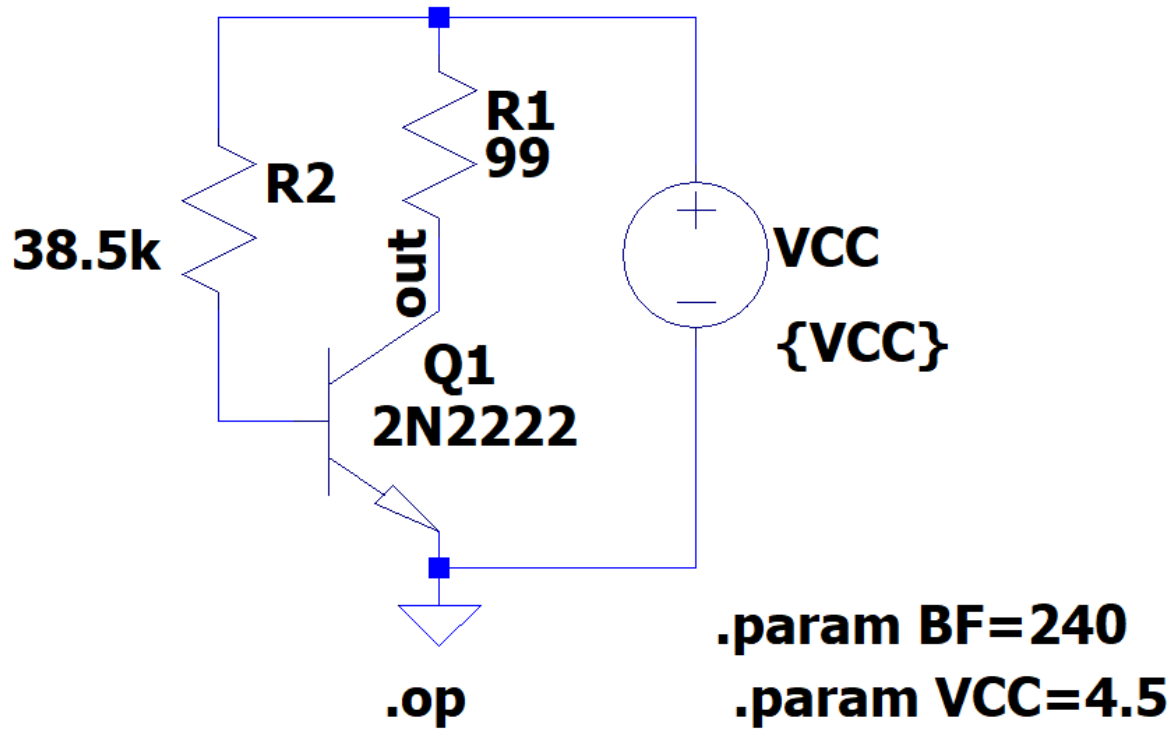 R1
99
R2
38.5k
out
VCC
{VCC}
Q1
2N2222
.param BF=240
.op
.param VCC=4.5